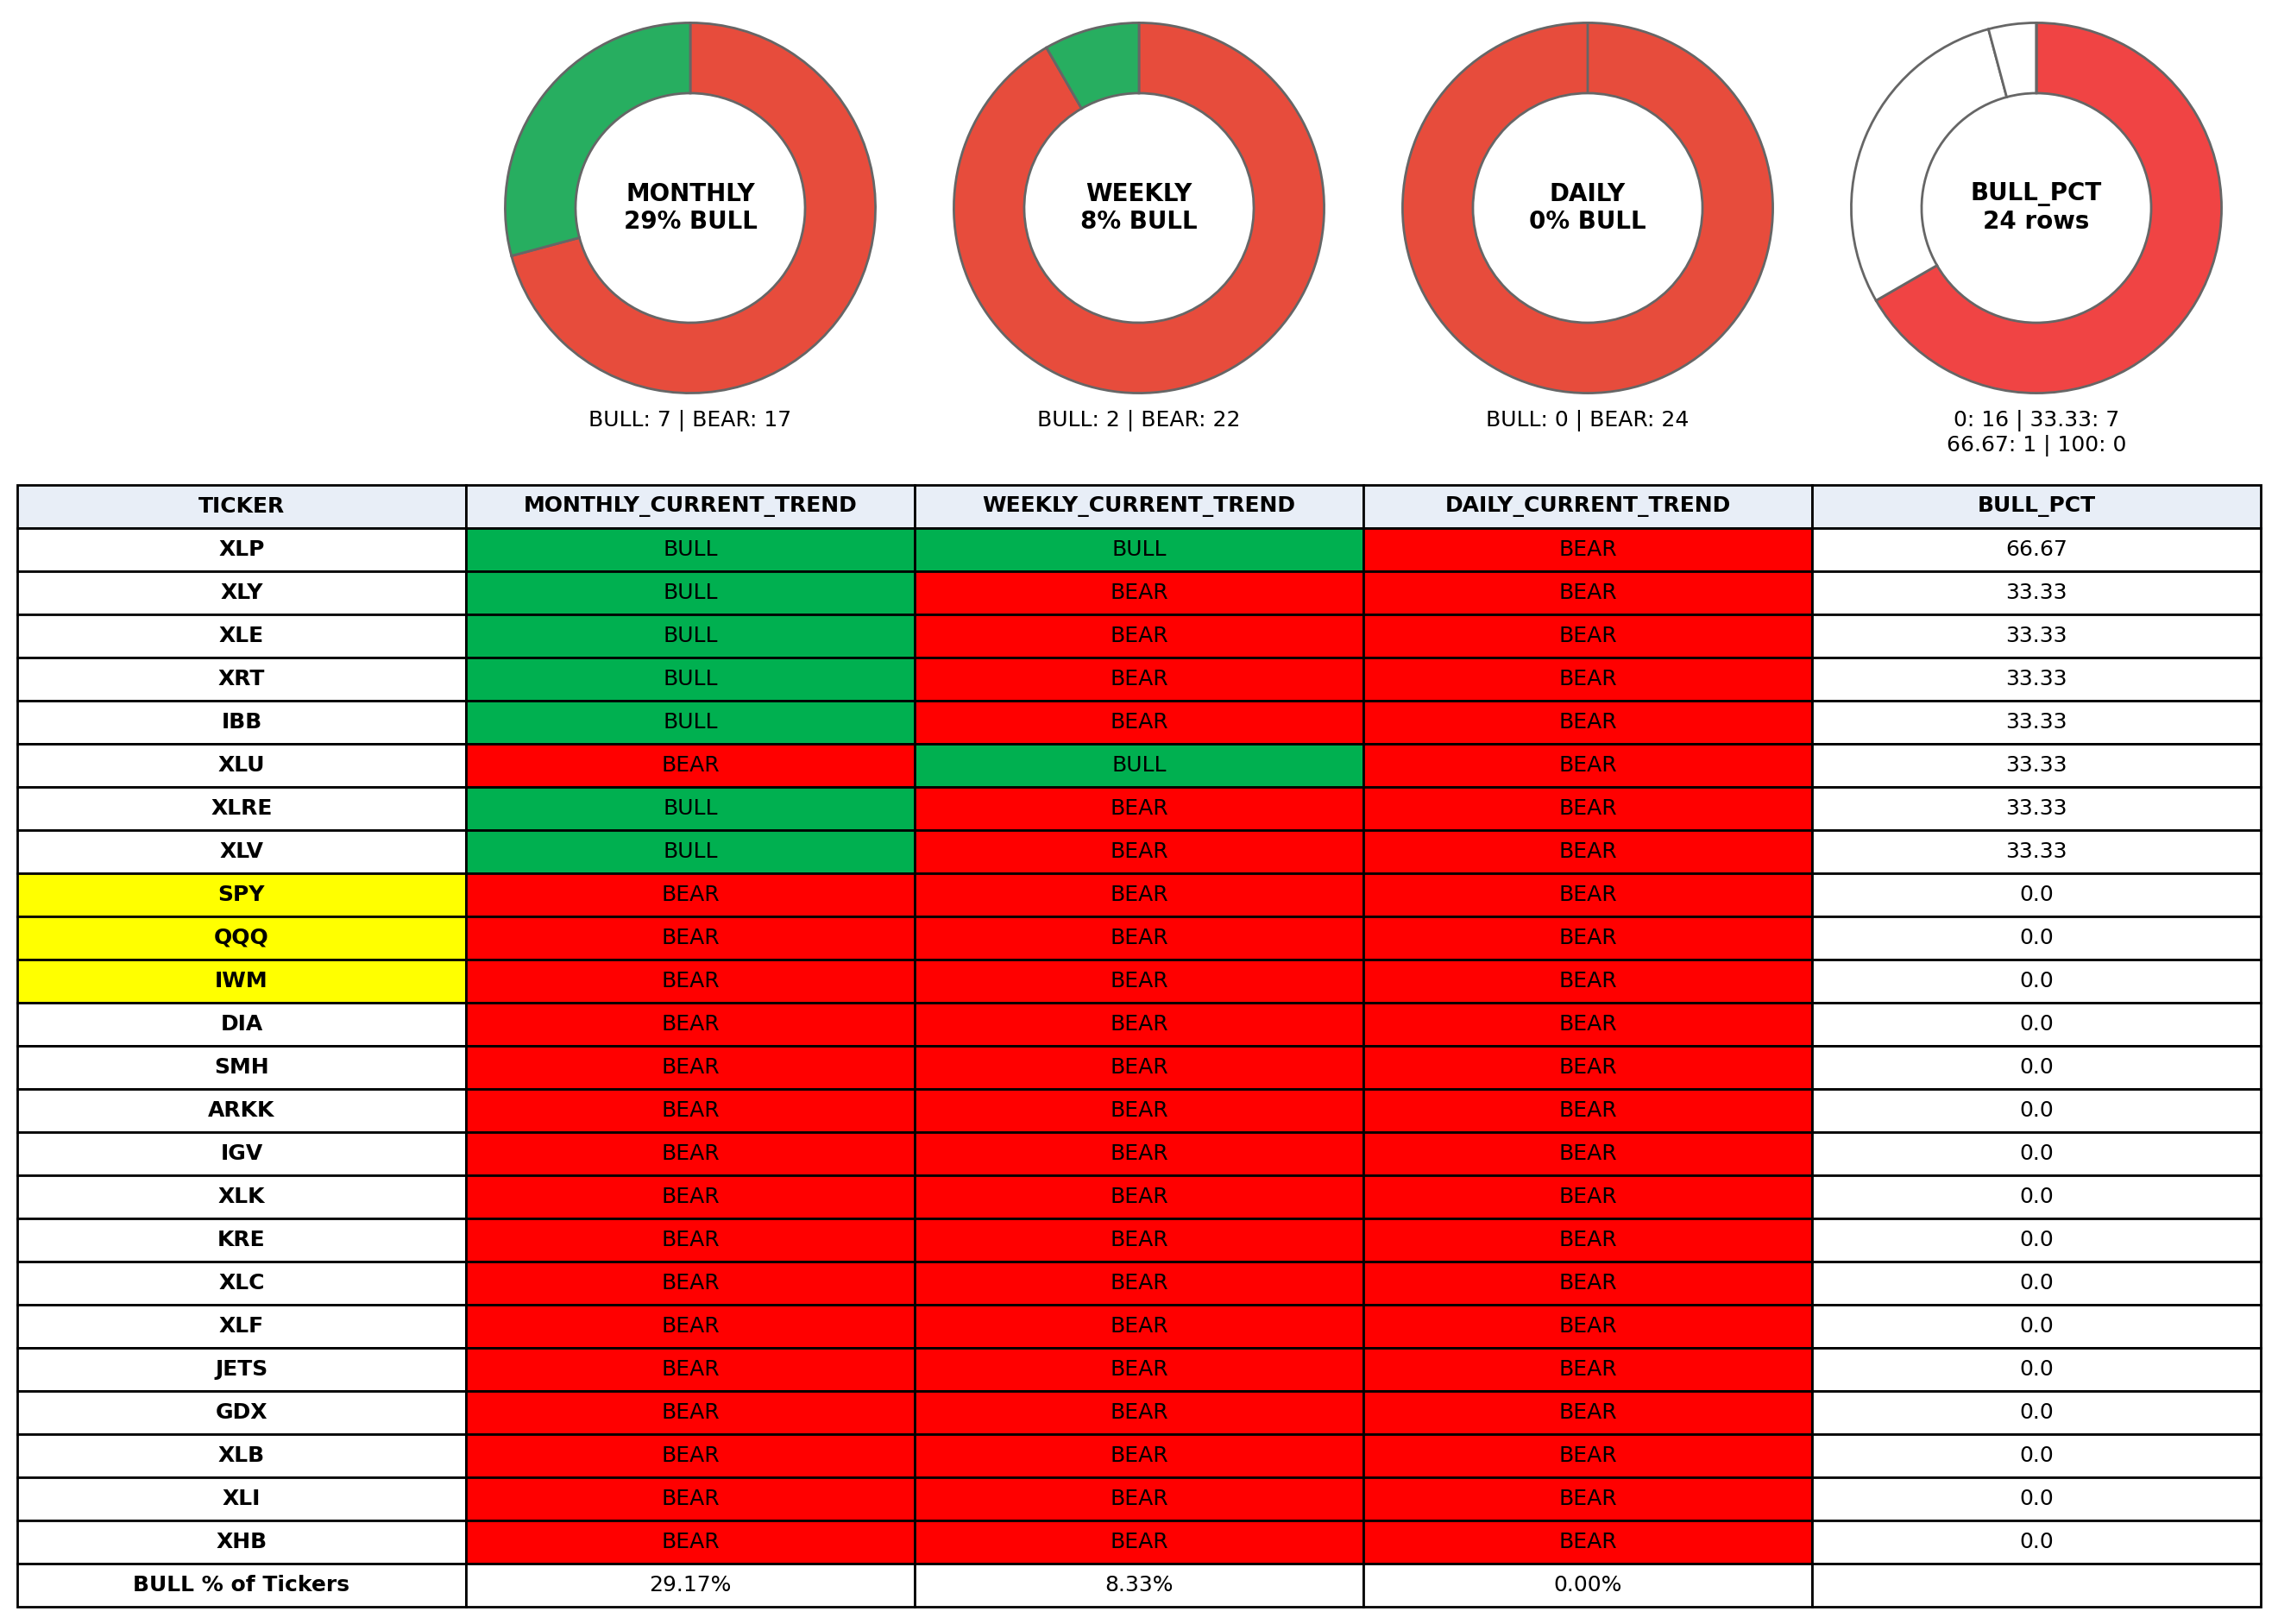 MONTHLY
29% BULL
WEEKLY
8% BULL
DAILY
0% BULL
BULL_PCT
24 rows
BULL: 7 | BEAR: 17
BULL: 2 | BEAR: 22
BULL: 0 | BEAR: 24
0: 16 | 33.33: 7
66.67: 1 | 100: 0
TICKER MONTHLY_CURRENT_TREND WEEKLY_CURRENT_TREND DAILY_CURRENT_TREND BULL_PCT
XLP BULL BULL BEAR 66.67
XLY BULL BEAR BEAR 33.33
XLE BULL BEAR BEAR 33.33
XRT BULL BEAR BEAR 33.33
IBB BULL BEAR BEAR 33.33
XLU BEAR BULL BEAR 33.33
XLRE BULL BEAR BEAR 33.33
XLV BULL BEAR BEAR 33.33
SPY BEAR BEAR BEAR 0.0
QQQ BEAR BEAR BEAR 0.0
IWM BEAR BEAR BEAR 0.0
DIA BEAR BEAR BEAR 0.0
SMH BEAR BEAR BEAR 0.0
ARKK BEAR BEAR BEAR 0.0
IGV BEAR BEAR BEAR 0.0
XLK BEAR BEAR BEAR 0.0
KRE BEAR BEAR BEAR 0.0
XLC BEAR BEAR BEAR 0.0
XLF BEAR BEAR BEAR 0.0
JETS BEAR BEAR BEAR 0.0
GDX BEAR BEAR BEAR 0.0
XLB BEAR BEAR BEAR 0.0
XLI BEAR BEAR BEAR 0.0
XHB BEAR BEAR BEAR 0.0
BULL % of Tickers 29.17% 8.33% 0.00%